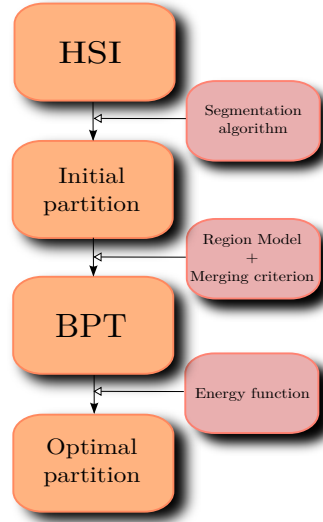 HSI
Segmentation
algorithm
Initial
partition
Region Model
+
Merging criterion
BPT
Energy function
Optimal
partition